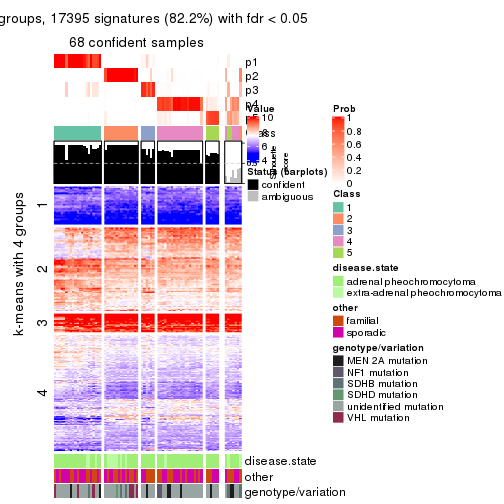 groups, 17395 signatures (82.2%) with fdr < 0.05
68 confident samples
p1
p2
p3
p4
Value
10
8
6
4
Silhouette
score
Status (barplots)
confident
ambiguous
Prob
1
0.8
0.6
0.4
0.2
0
Class
1
2
3
4
5
disease.state
adrenal pheochromocytoma
extra-adrenal pheochromocytoma
other
familial
sporadic
genotype/variation
MEN 2A mutation
NF1 mutation
SDHB mutation
SDHD mutation
unidentified mutation
VHL mutation
k-means with 4 groups
1
2
3
4
disease.state
other
genotype/variation